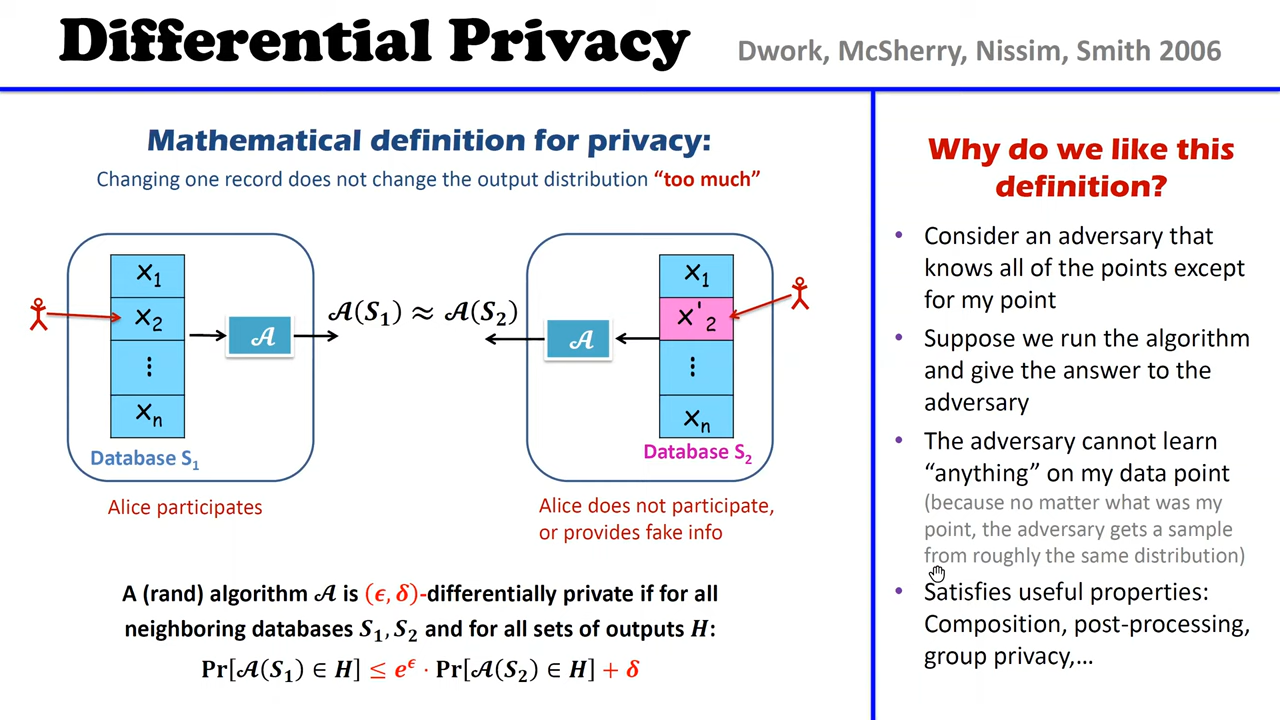 Differential Privacy
Dwork, McSherry, Nissim, Smith 2006
Mathematical definition for privacy:
Changing one record does not change the output distribution “too much”
x₁
x₂
⋮
xₙ
𝒜
Database S₁
Alice participates
𝒜(S₁) ≈ 𝒜(S₂)
𝒜
x₁
x'₂
⋮
xₙ
Database S₂
Alice does not participate,
or provides fake info
A (rand) algorithm 𝒜 is (ϵ, δ)-differentially private if for all
neighboring databases S₁, S₂ and for all sets of outputs H:
Pr[𝒜(S₁) ∈ H] ≤ e^ϵ · Pr[𝒜(S₂) ∈ H] + δ
Why do we like this
definition?
• Consider an adversary that
knows all of the points except
for my point
• Suppose we run the algorithm
and give the answer to the
adversary
• The adversary cannot learn
“anything” on my data point
(because no matter what was my
point, the adversary gets a sample
from roughly the same distribution)
• Satisfies useful properties:
Composition, post-processing,
group privacy,...